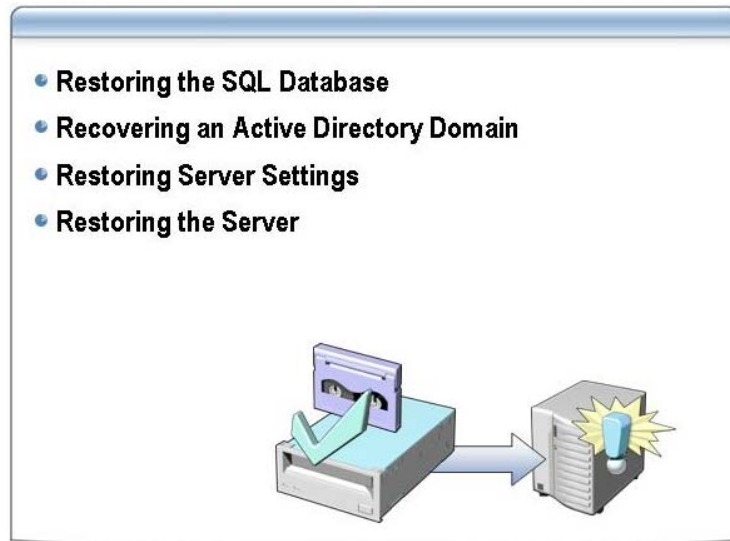 Restoring the SQL Database
Recovering an Active Directory Domain
Restoring Server Settings
Restoring the Server